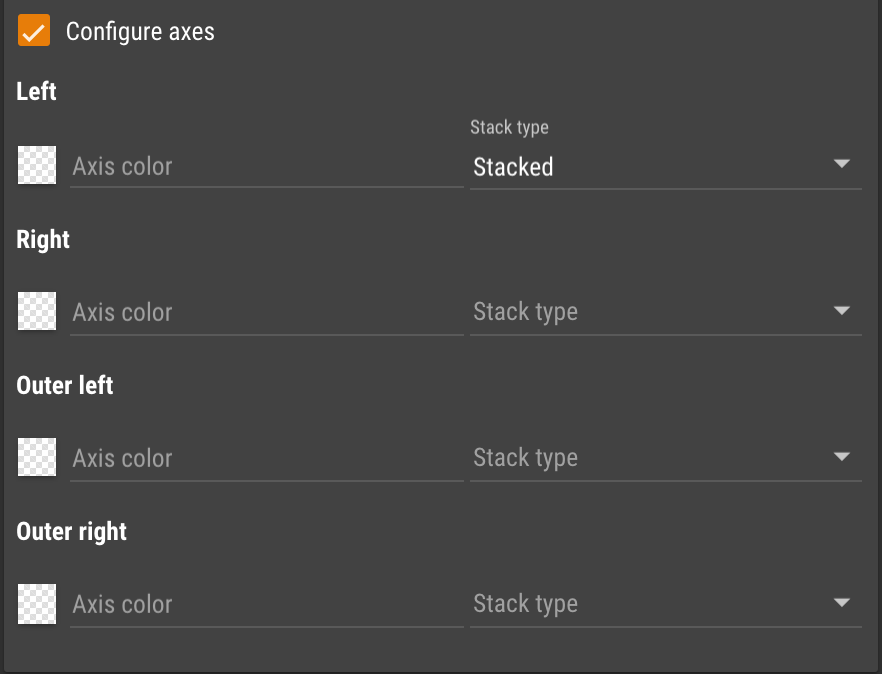 Configure axes
Left
Stack type
Axis color
Stacked
Right
Axis color
Stack type
Outer left
Axis color
Stack type
Outer right
Axis color
Stack type